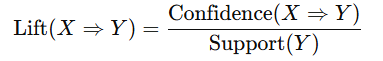 Lift(X ⇒ Y) = Confidence(X ⇒ Y) / Support(Y)